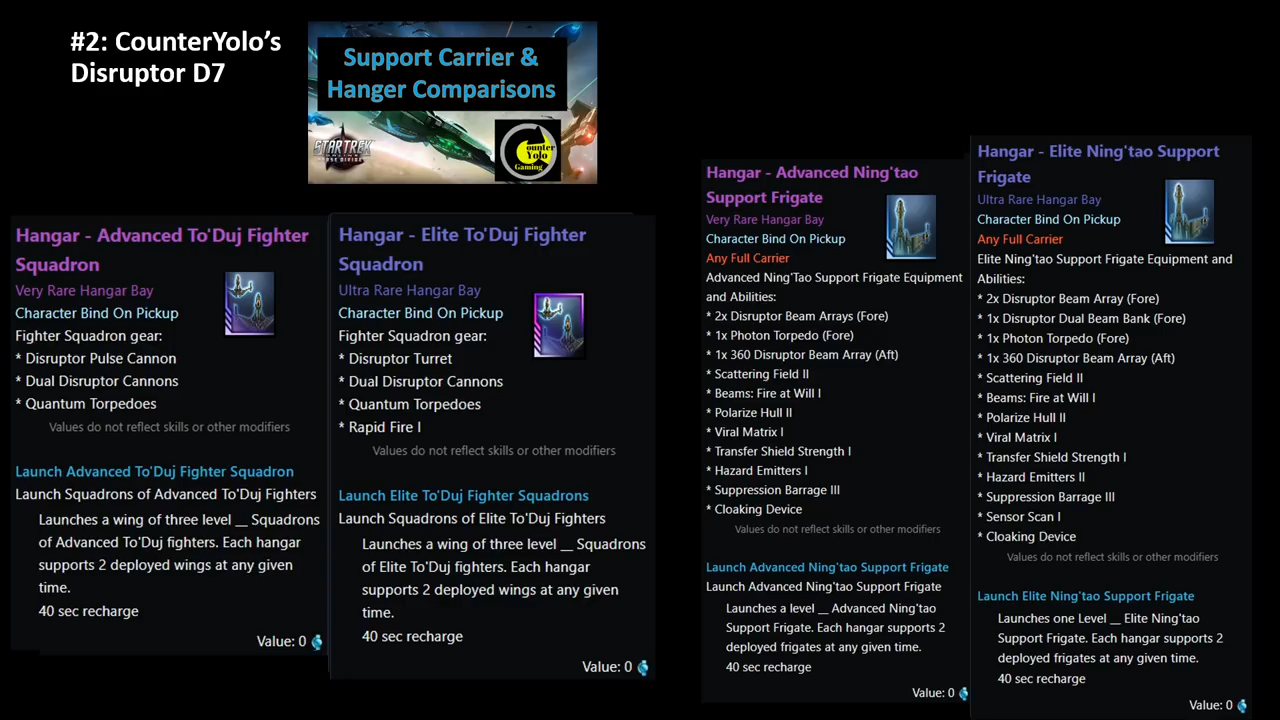 #2: CounterYolo's
Disruptor D7
Support Carrier &
Hanger Comparisons
STAR TREK
ONLINE
Counter
Yolo
Gaming
Hangar - Advanced To'Duj Fighter
Squadron
Very Rare Hangar Bay
Character Bind On Pickup
Fighter Squadron gear:
* Disruptor Pulse Cannon
* Dual Disruptor Cannons
* Quantum Torpedoes
Values do not reflect skills or other modifiers
Launch Advanced To'Duj Fighter Squadron
Launch Squadrons of Advanced To'Duj Fighters
Launches a wing of three level __ Squadrons
of Advanced To'Duj fighters. Each hangar
supports 2 deployed wings at any given
time.
40 sec recharge
Value: 0
Hangar - Elite To'Duj Fighter
Squadron
Ultra Rare Hangar Bay
Character Bind On Pickup
Fighter Squadron gear:
* Disruptor Turret
* Dual Disruptor Cannons
* Quantum Torpedoes
* Rapid Fire I
Values do not reflect skills or other modifiers
Launch Elite To'Duj Fighter Squadrons
Launch Squadrons of Elite To'Duj Fighters
Launches a wing of three level __ Squadrons
of Elite To'Duj fighters. Each hangar
supports 2 deployed wings at any given
time.
40 sec recharge
Value: 0
Hangar - Advanced Ning'tao
Support Frigate
Very Rare Hangar Bay
Character Bind On Pickup
Any Full Carrier
Advanced Ning'Tao Support Frigate Equipment
and Abilities:
* 2x Disruptor Beam Arrays (Fore)
* 1x Photon Torpedo (Fore)
* 1x 360 Disruptor Beam Array (Aft)
* Scattering Field II
* Beams: Fire at Will I
* Polarize Hull II
* Viral Matrix I
* Transfer Shield Strength I
* Hazard Emitters I
* Suppression Barrage III
* Cloaking Device
Values do not reflect skills or other modifiers
Launch Advanced Ning'tao Support Frigate
Launch Advanced Ning'tao Support Frigate
Launches a level __ Advanced Ning'tao
Support Frigate. Each hangar supports 2
deployed frigates at any given time.
40 sec recharge
Value: 0
Hangar - Elite Ning'tao Support
Frigate
Ultra Rare Hangar Bay
Character Bind On Pickup
Any Full Carrier
Elite Ning'tao Support Frigate Equipment and
Abilities:
* 2x Disruptor Beam Array (Fore)
* 1x Disruptor Dual Beam Bank (Fore)
* 1x Photon Torpedo (Fore)
* 1x 360 Disruptor Beam Array (Aft)
* Scattering Field II
* Beams: Fire at Will I
* Polarize Hull II
* Viral Matrix I
* Transfer Shield Strength I
* Hazard Emitters II
* Suppression Barrage III
* Sensor Scan I
* Cloaking Device
Values do not reflect skills or other modifiers
Launch Elite Ning'tao Support Frigate
Launches one Level __ Elite Ning'tao
Support Frigate. Each hangar supports 2
deployed frigates at any given time.
40 sec recharge
Value: 0